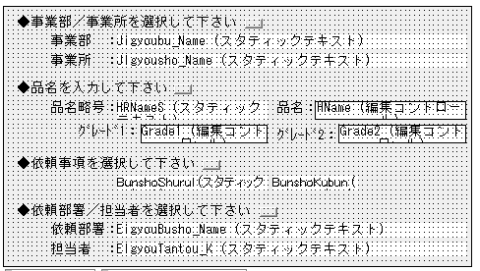 ◆事業部／事業所を選択して下さい
事業部 :Jigyoubu_Name (スタティックテキスト)
事業所 :Jigyousho_Name (スタティックテキスト)
◆品名を入力して下さい
品名略号:HRNameS (スタティック 品名:HName (編集コントロー
グレード1:Grade1 (編集コント グレード2:Grade2 (編集コント
◆依頼事項を選択して下さい
BunshoShurui(スタティック BunshoKubun(
◆依頼部署／担当者を選択して下さい
依頼部署:EigyouBusho_Name (スタティックテキスト)
担当者 :EigyouTantou_K (スタティックテキスト)